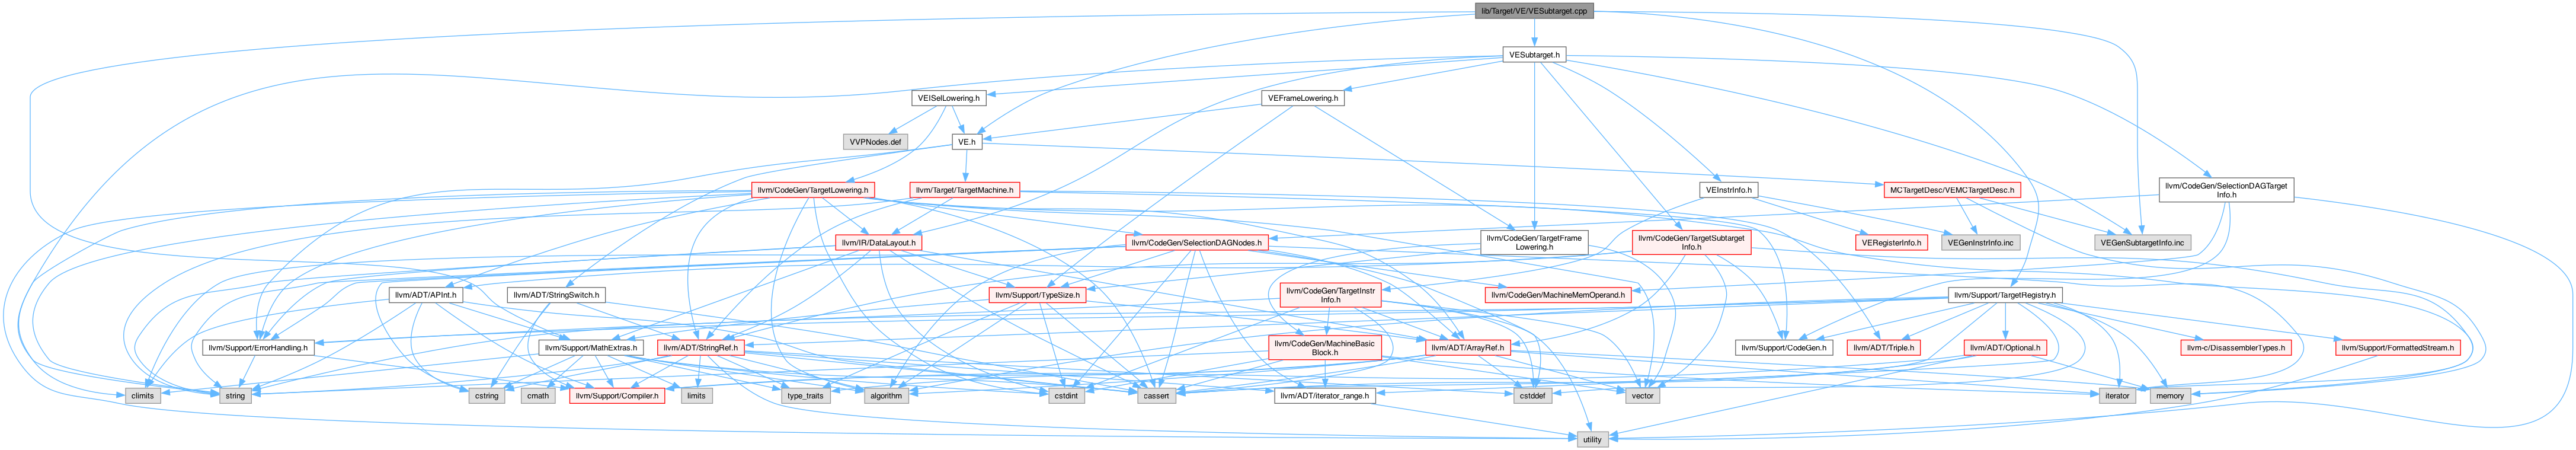 lib/Target/VE/VESubtarget.cpp
VESubtarget.h
VEISelLowering.h
VEFrameLowering.h
VVPNodes.def
VE.h
llvm/CodeGen/TargetLowering.h
llvm/Target/TargetMachine.h
VEInstrInfo.h
MCTargetDesc/VEMCTargetDesc.h
llvm/CodeGen/SelectionDAGTarget
Info.h
llvm/IR/DataLayout.h
llvm/CodeGen/SelectionDAGNodes.h
llvm/CodeGen/TargetFrame
Lowering.h
llvm/CodeGen/TargetSubtarget
Info.h
VERegisterInfo.h
VEGenInstrInfo.inc
VEGenSubtargetInfo.inc
llvm/ADT/APInt.h
llvm/ADT/StringSwitch.h
llvm/Support/TypeSize.h
llvm/CodeGen/TargetInstr
Info.h
llvm/CodeGen/MachineMemOperand.h
llvm/Support/TargetRegistry.h
llvm/Support/ErrorHandling.h
llvm/Support/MathExtras.h
llvm/ADT/StringRef.h
llvm/CodeGen/MachineBasic
Block.h
llvm/ADT/ArrayRef.h
llvm/Support/CodeGen.h
llvm/ADT/Triple.h
llvm/ADT/Optional.h
llvm-c/DisassemblerTypes.h
llvm/Support/FormattedStream.h
climits
string
cstring
cmath
llvm/Support/Compiler.h
limits
type_traits
algorithm
cstdint
cassert
llvm/ADT/iterator_range.h
cstddef
vector
iterator
memory
utility